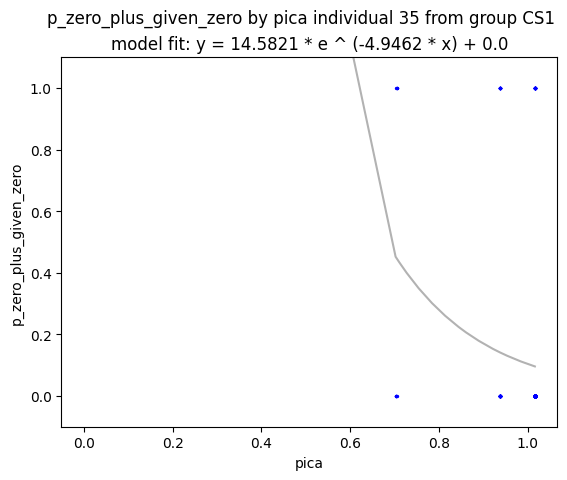 p_zero_plus_given_zero by pica individual 35 from group CS1
model fit: y = 14.5821 * e ^ (-4.9462 * x) + 0.0
1.0
0.8
0.6
0.4
0.2
0.0
p_zero_plus_given_zero
0.0 0.2 0.4 0.6 0.8 1.0
pica